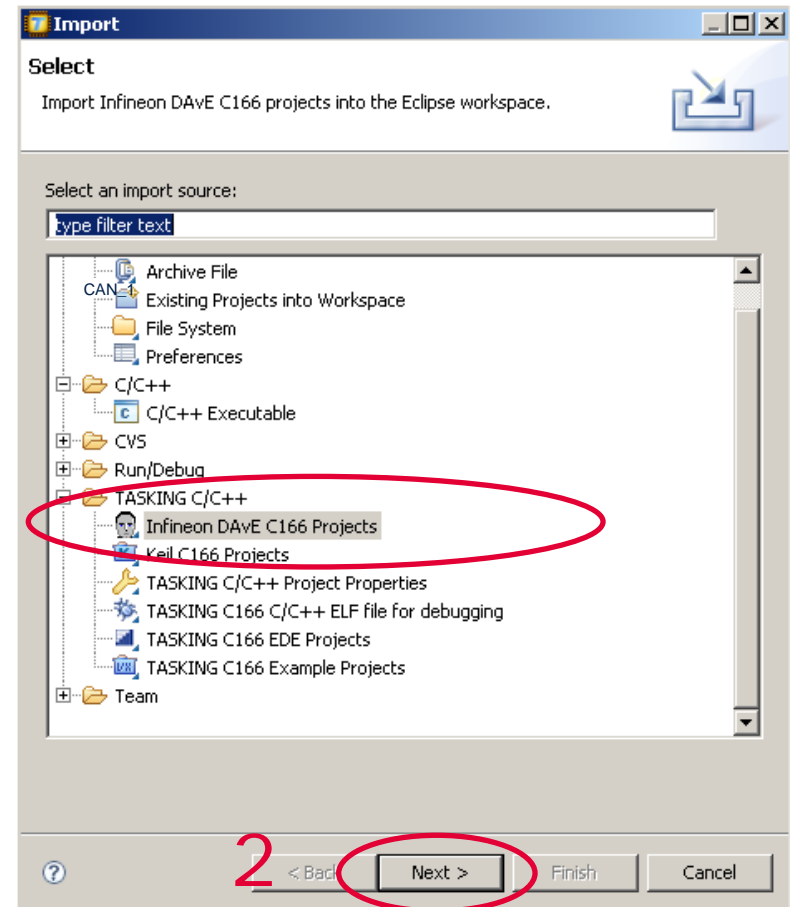 Import
Select
Import Infineon DAvE C166 projects into the Eclipse workspace.
Select an import source:
type filter text
Archive File
CAN_1
Existing Projects into Workspace
File System
Preferences
C/C++
C/C++ Executable
CVS
Run/Debug
TASKING C/C++
Infineon DAvE C166 Projects
Keil C166 Projects
TASKING C/C++ Project Properties
TASKING C166 C/C++ ELF file for debugging
TASKING C166 EDE Projects
TASKING C166 Example Projects
Team
2
< Back Next > Finish Cancel